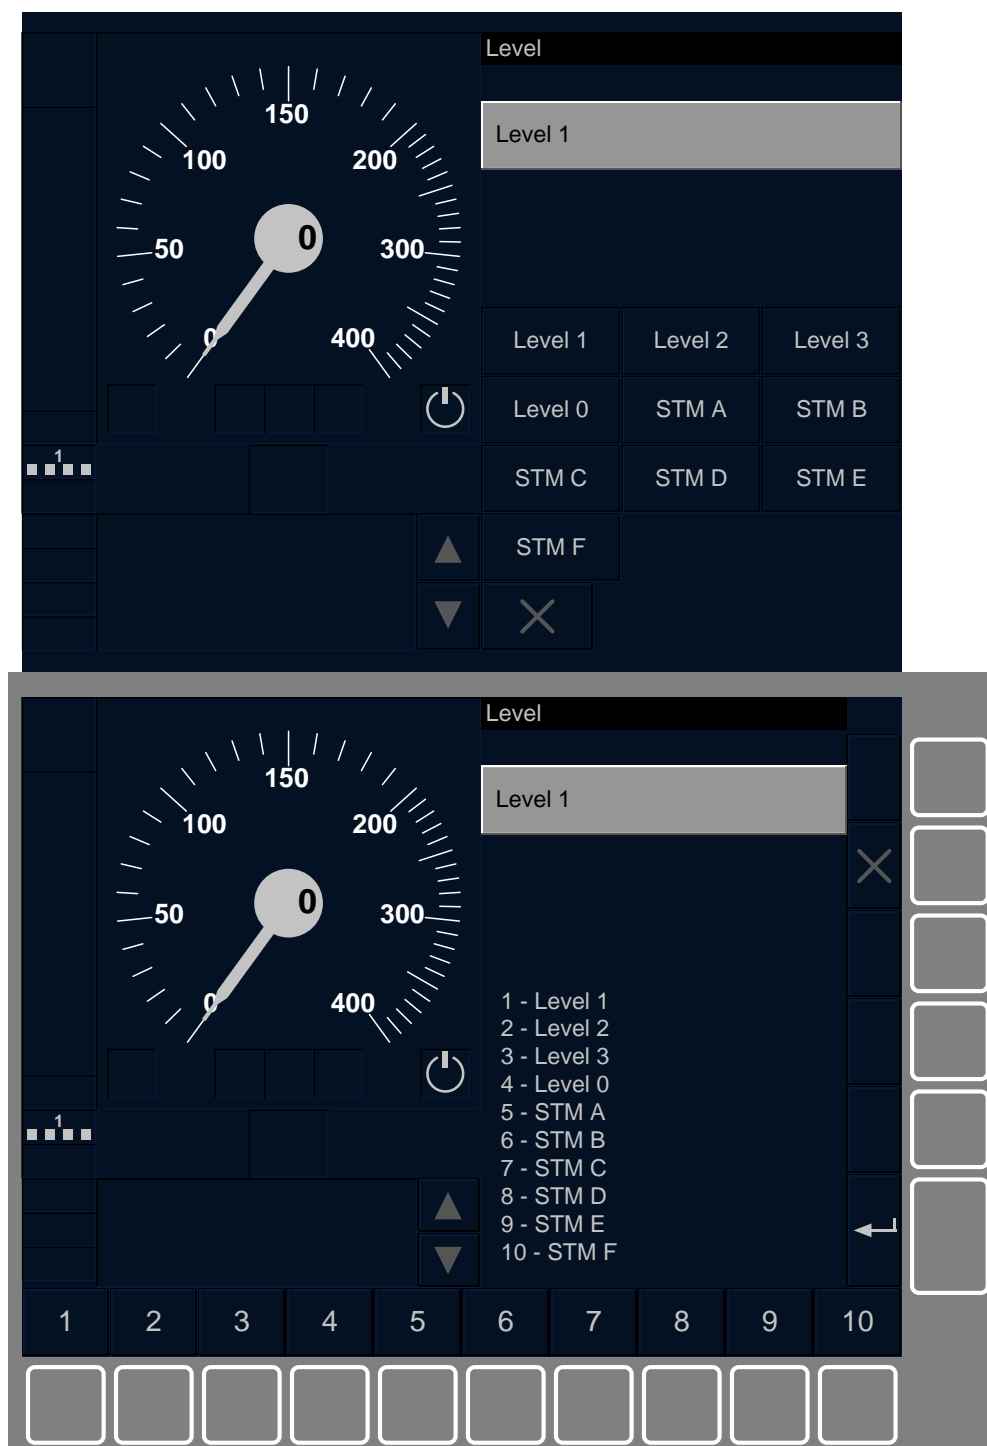 Level
150
100
200
Level 1
50
0
300
0
400
Level 1 Level 2 Level 3
Level 0 STM A STM B
1
STM C STM D STM E
STM F
Level
150
100
200
Level 1
50
0
300
0
400
1 - Level 1
2 - Level 2
3 - Level 3
4 - Level 0
5 - STM A
6 - STM B
7 - STM C
8 - STM D
9 - STM E
10 - STM F
1
1 2 3 4 5 6 7 8 9 10